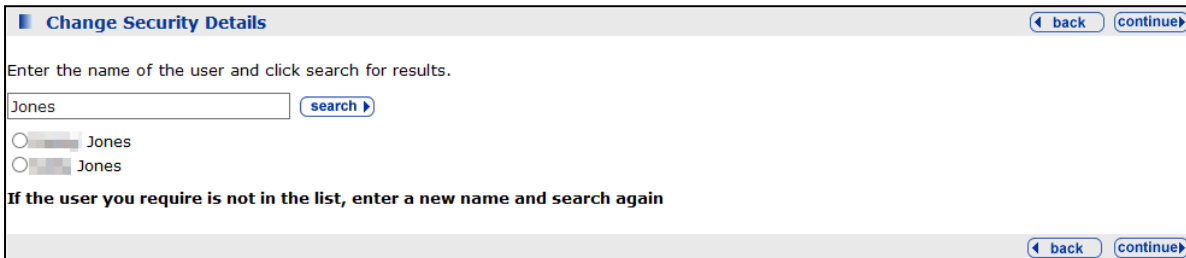 Change Security Details
back continue
Enter the name of the user and click search for results.
Jones search
Jones
Jones
If the user you require is not in the list, enter a new name and search again
back continue